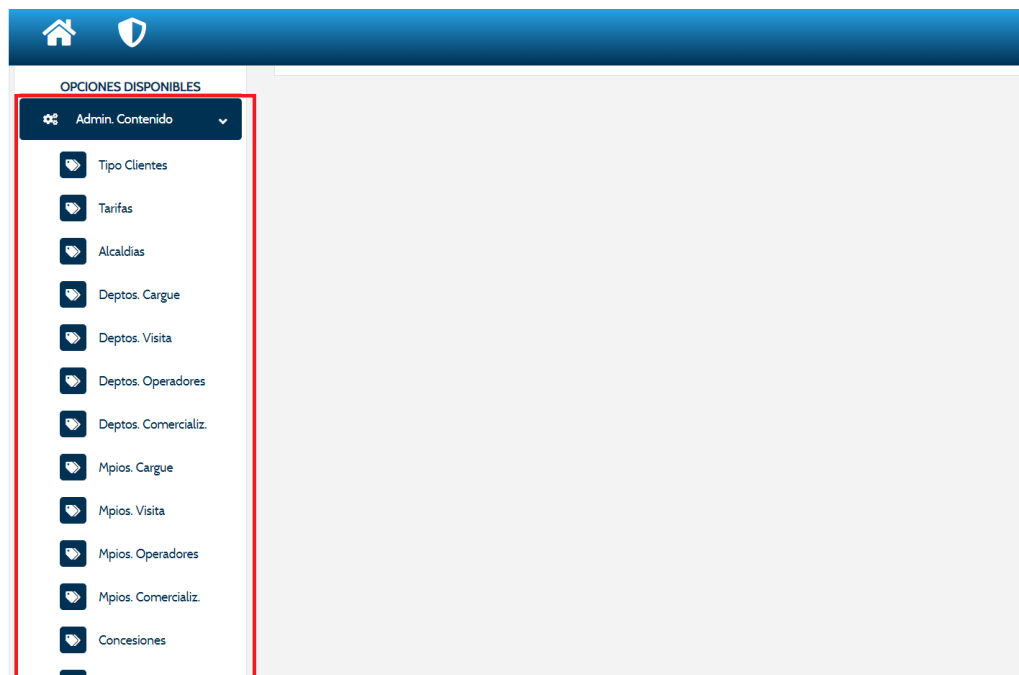 OPCIONES DISPONIBLES
Admin. Contenido
Tipo Clientes
Tarifas
Alcaldias
Deptos. Cargue
Deptos. Visita
Deptos. Operadores
Deptos. Comercializ.
Mpios. Cargue
Mpios. Visita
Mpios. Operadores
Mpios. Comercializ.
Concesiones